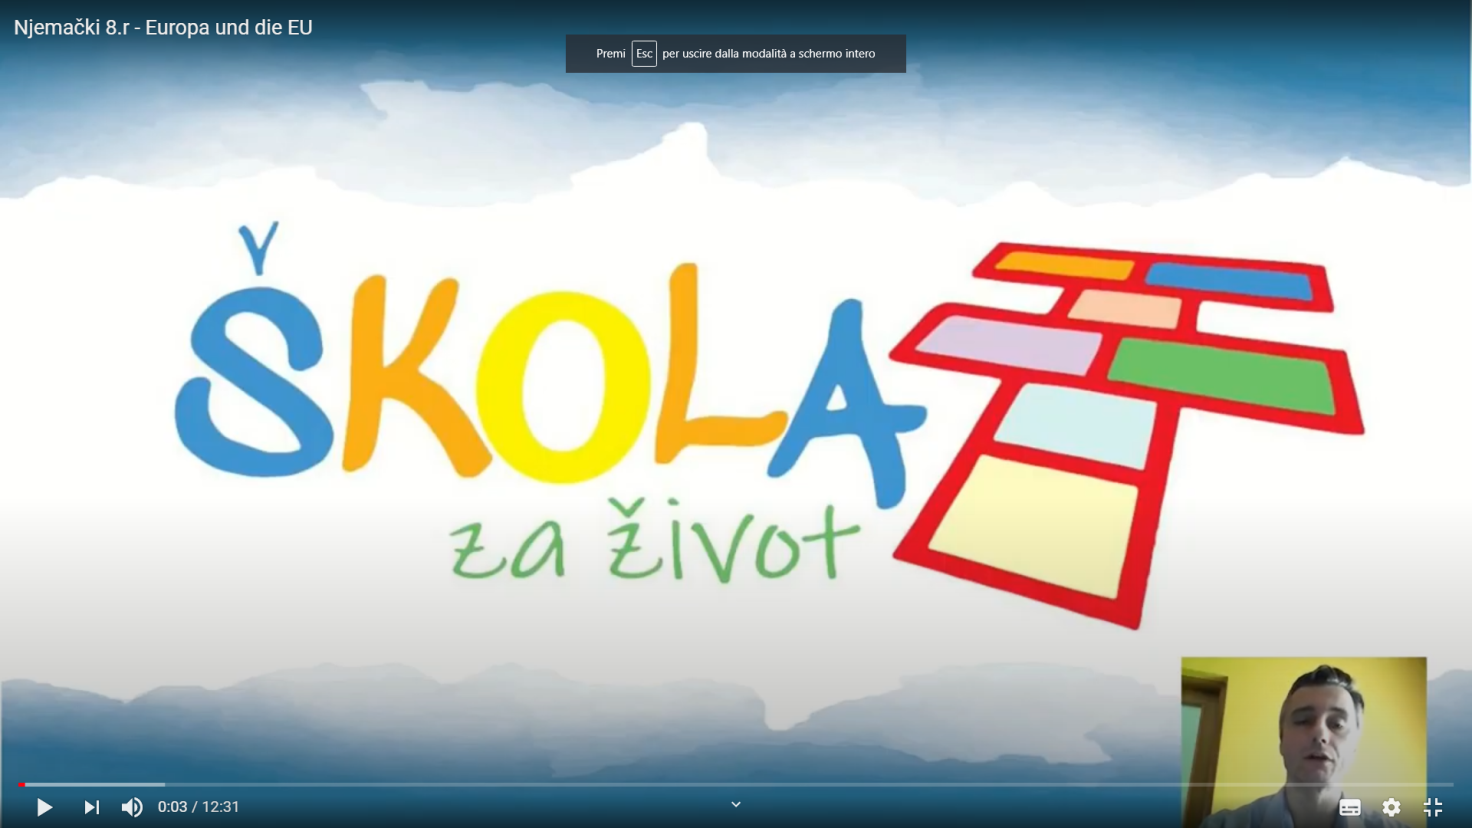 Njemački 8.r - Europa und die EU
Premi Esc per uscire dalla modalità a schermo intero
ŠKOLA
za život
0:03 / 12:31